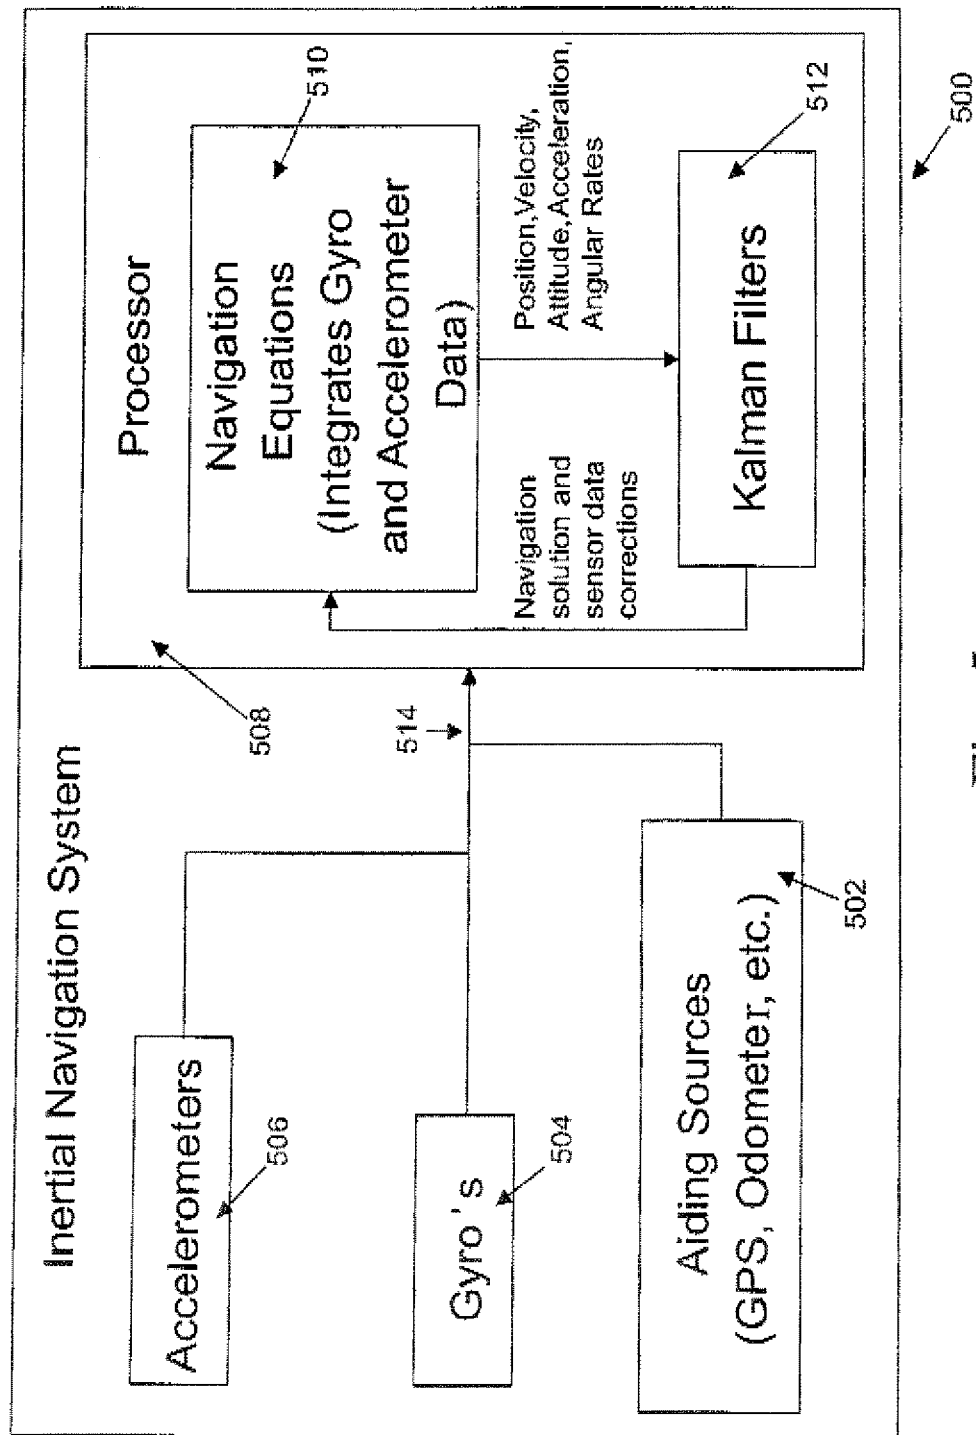 Inertial Navigation System
Accelerometers
506
Gyro's
504
Aiding Sources
(GPS, Odometer, etc.)
502
514
508
Processor
Navigation
Equations
(Integrates Gyro
and Accelerometer
Data)
510
Navigation
solution and
sensor data
corrections
Position,Velocity,
Attitude,Acceleration,
Angular Rates
Kalman Filters
512
500